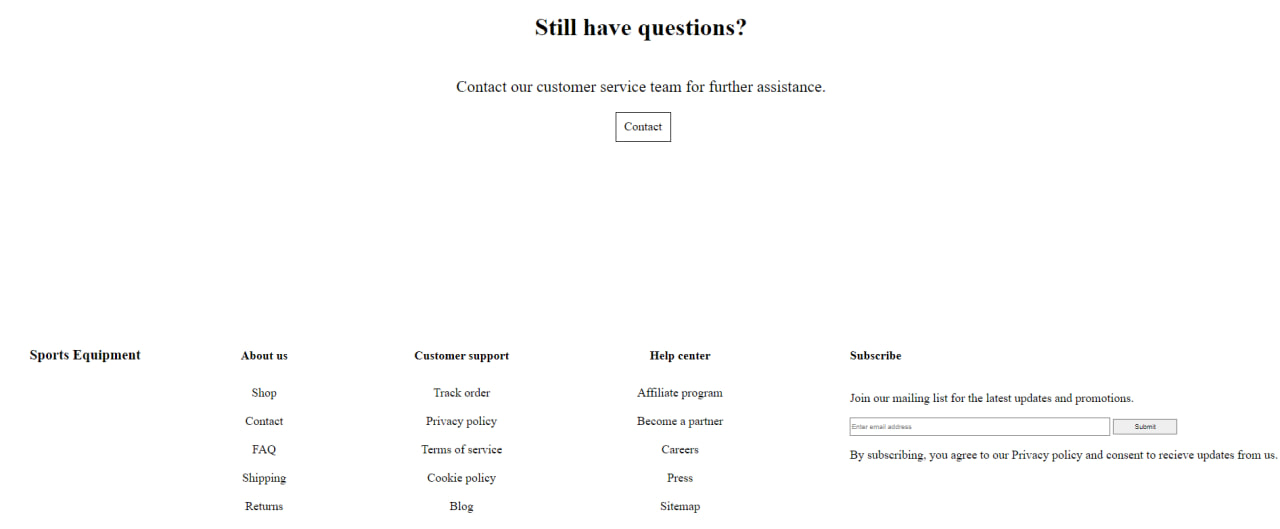 Still have questions?
Contact our customer service team for further assistance.
Contact
Sports Equipment
About us
Shop
Contact
FAQ
Shipping
Returns
Customer support
Track order
Privacy policy
Terms of service
Cookie policy
Blog
Help center
Affiliate program
Become a partner
Careers
Press
Sitemap
Subscribe
Join our mailing list for the latest updates and promotions.
Enter email address
Submit
By subscribing, you agree to our Privacy policy and consent to recieve updates from us.